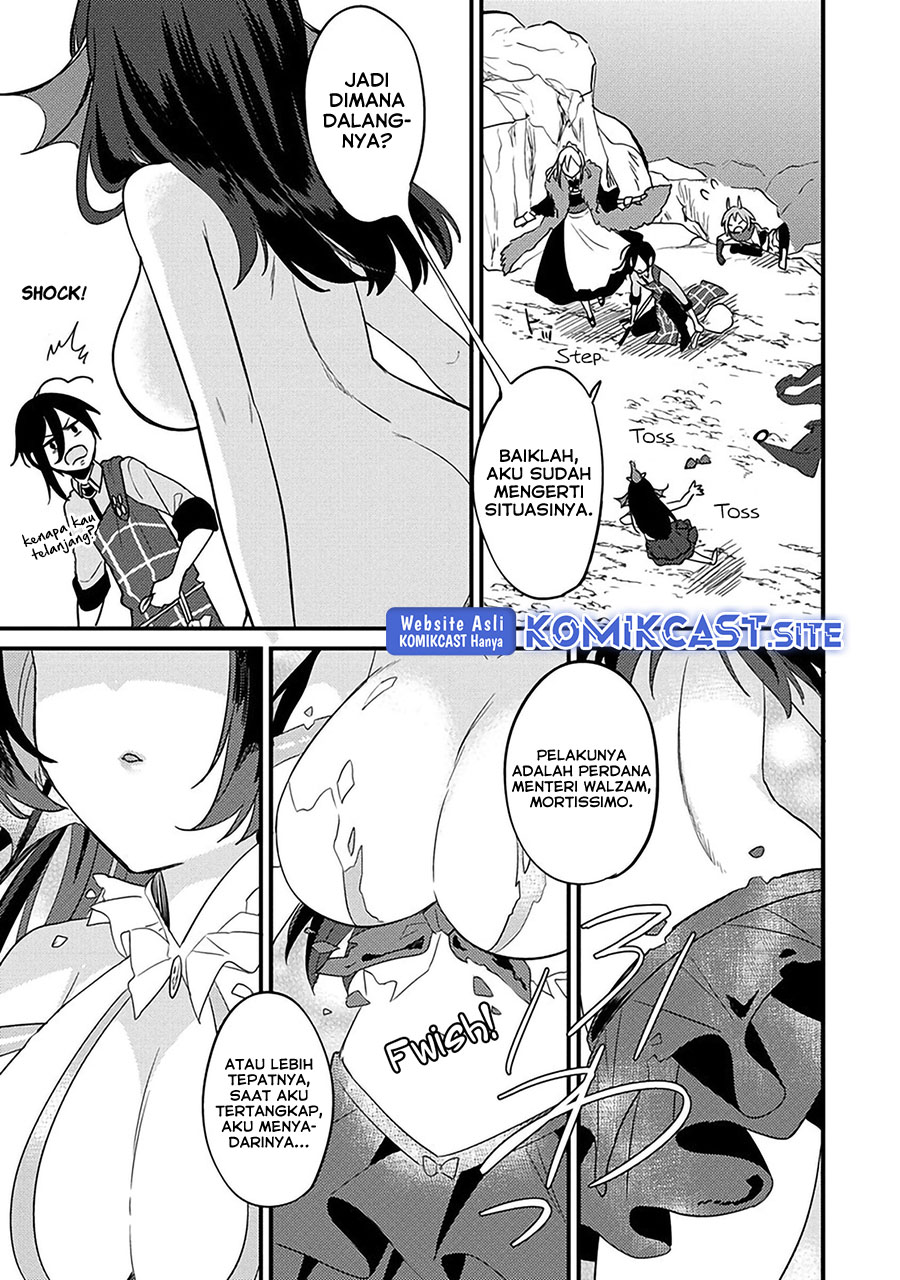 Step
Toss
Toss
BAIKLAH,
AKU SUDAH
MENGERTI
SITUASINYA.
JADI
DIMANA
DALANG-
NYA?
SHOCK!
kenapa kau
telanjang?
Website Asli
KOMIKCAST Hanya
KOMIKCAST.SITE
PELAKUNYA
ADALAH PERDANA
MENTERI WALZAM,
MORTISSIMO.
Fwish!
ATAU LEBIH
TEPATNYA,
SAAT AKU
TERTANGKAP,
AKU MENYA-
DARINYA...